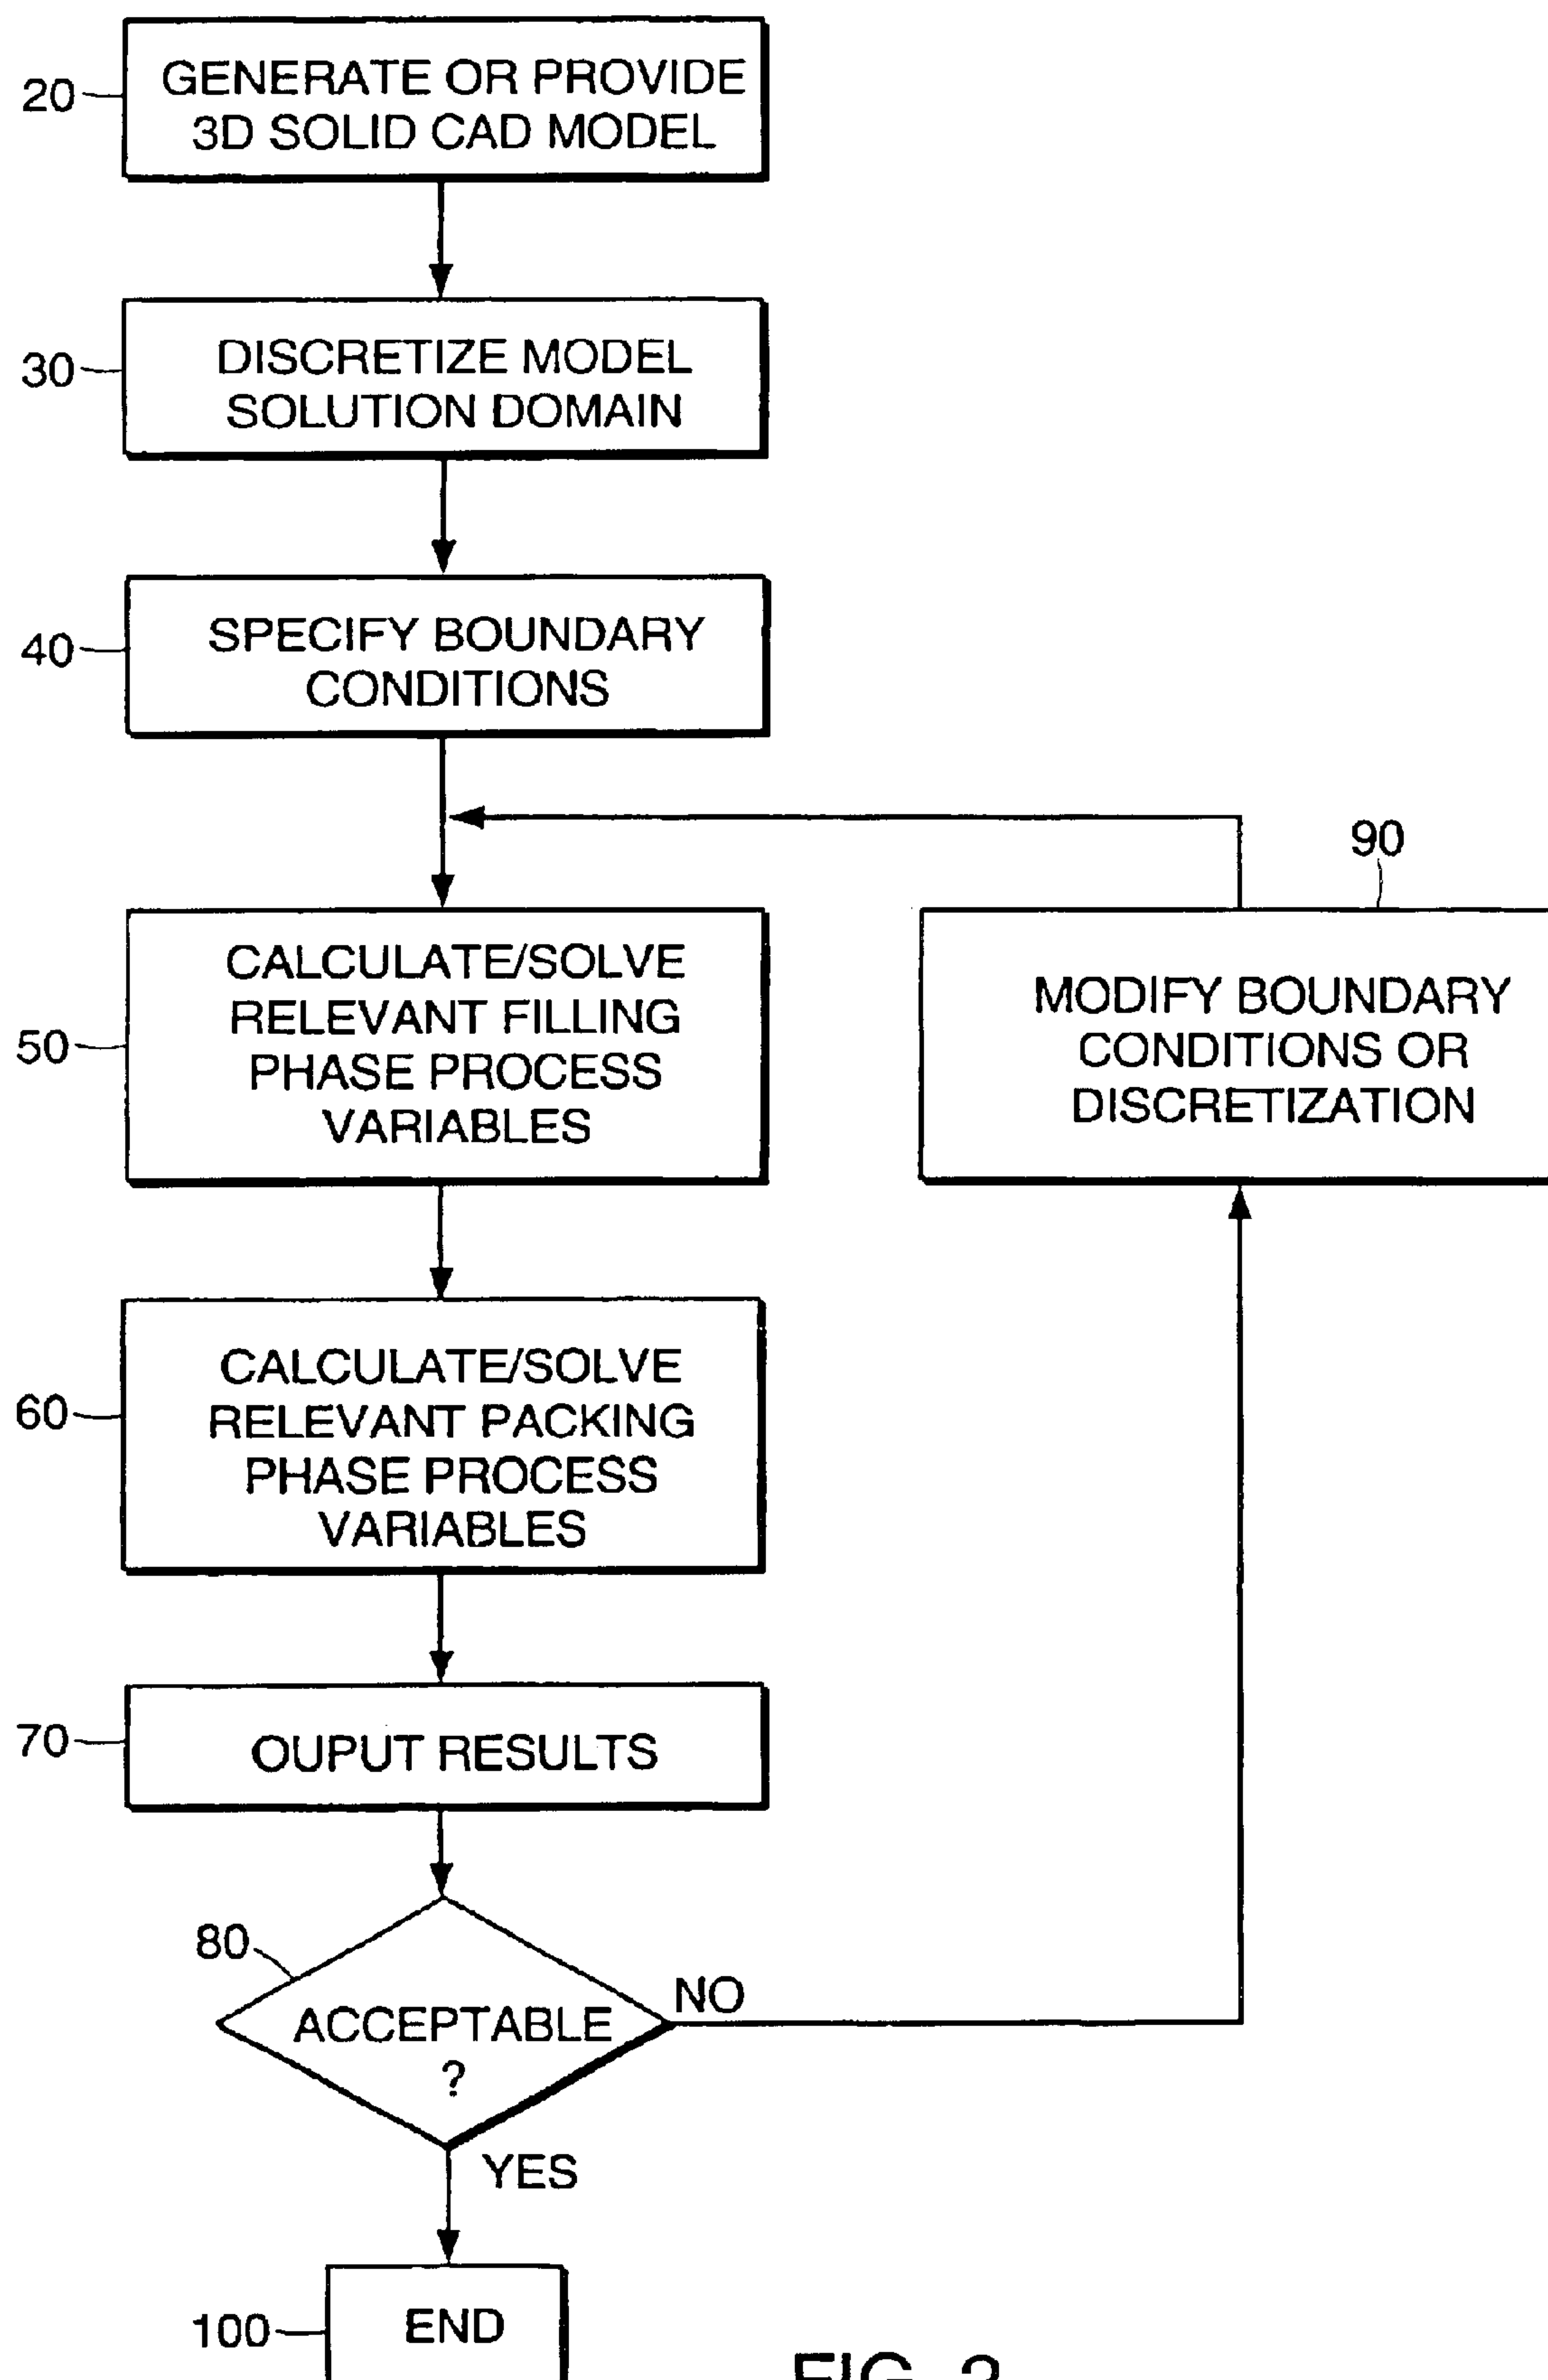 20
GENERATE OR PROVIDE
3D SOLID CAD MODEL
30
DISCRETIZE MODEL
SOLUTION DOMAIN
40
SPECIFY BOUNDARY
CONDITIONS
90
50
CALCULATE/SOLVE
RELEVANT FILLING
PHASE PROCESS
VARIABLES
MODIFY BOUNDARY
CONDITIONS OR
DISCRETIZATION
60
CALCULATE/SOLVE
RELEVANT PACKING
PHASE PROCESS
VARIABLES
70
OUPUT RESULTS
80
ACCEPTABLE
?
NO
YES
100
END
FIG. 2